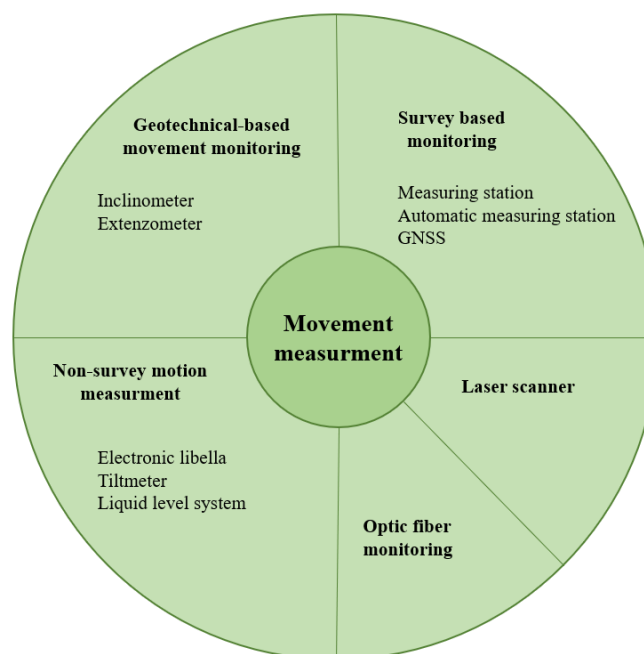 Geotechnical-based
movement monitoring
Inclinometer
Extenzometer
Survey based
monitoring
Measuring station
Automatic measuring station
GNSS
Movement
measurment
Non-survey motion
measurment
Electronic libella
Tiltmeter
Liquid level system
Laser scanner
Optic fiber
monitoring